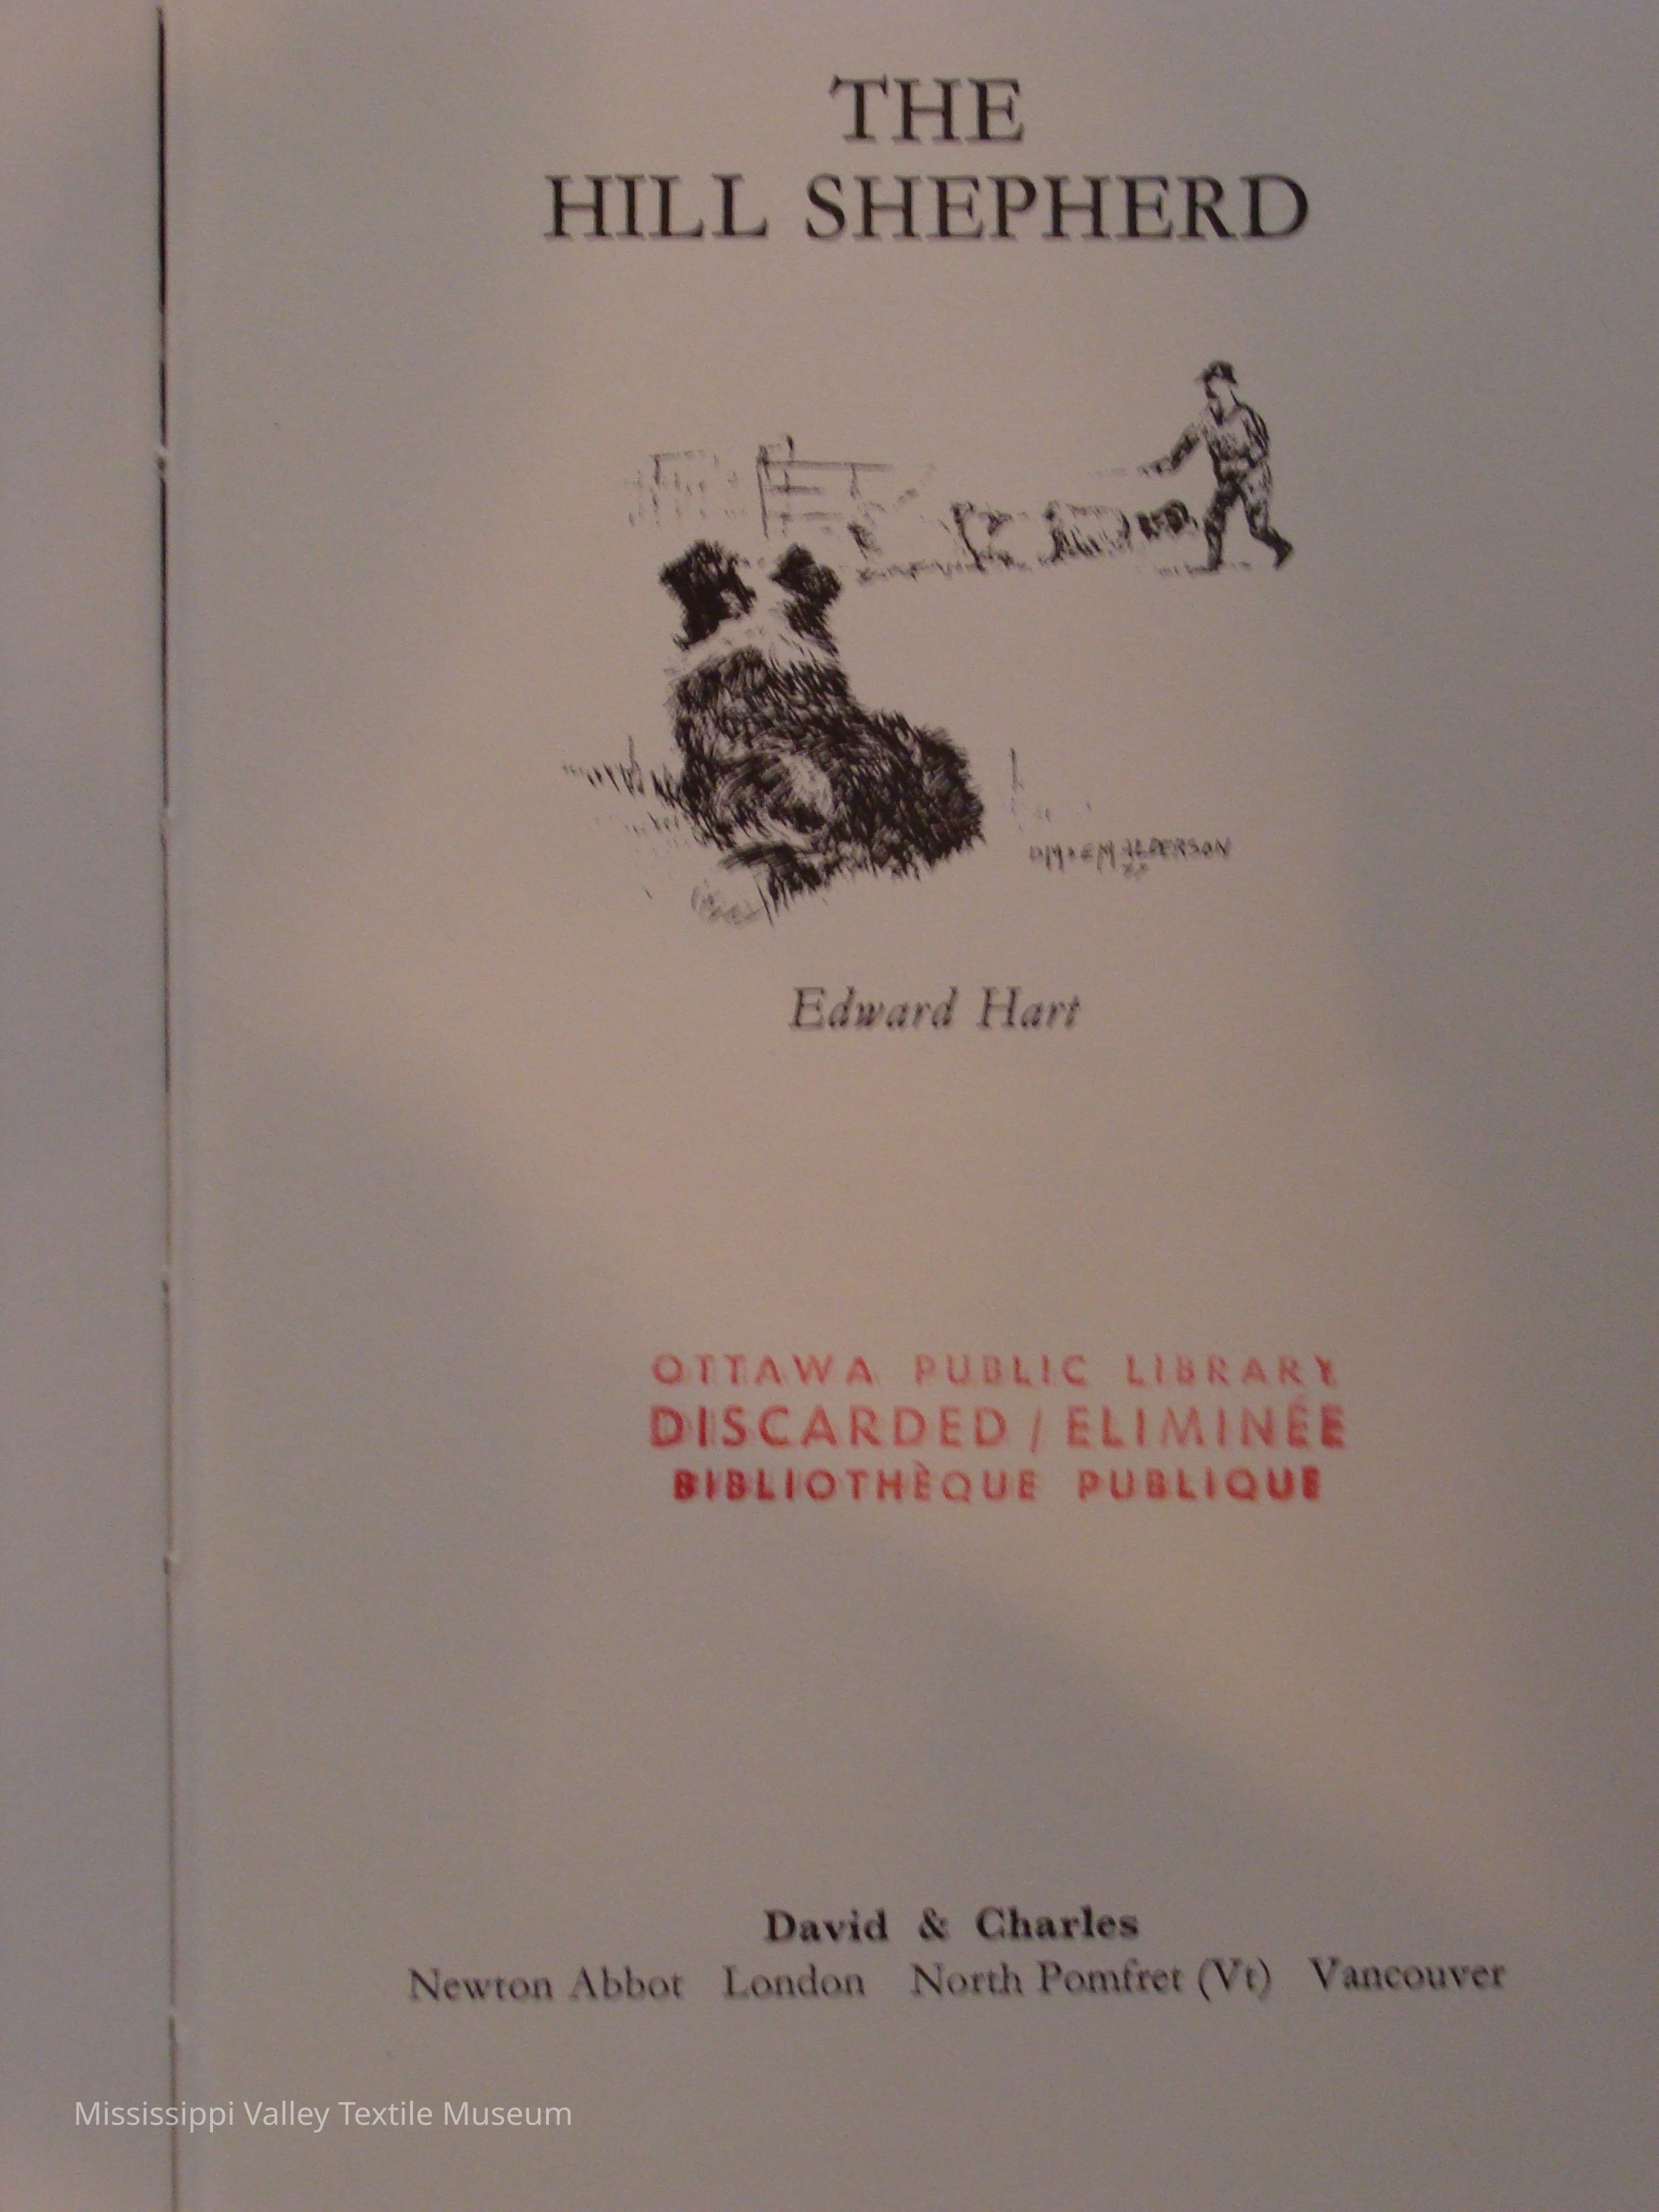 THE
HILL SHEPHERD
ALDERSON
Edward Hart
OTTAWA PUBLIC LIBRARY
DISCARDED / ELIMINÉE
BIBLIOTHÈQUE PUBLIQUE
David & Charles
Newton Abbot London North Pomfret (Vt) Vancouver
Mississippi Valley Textile Museum